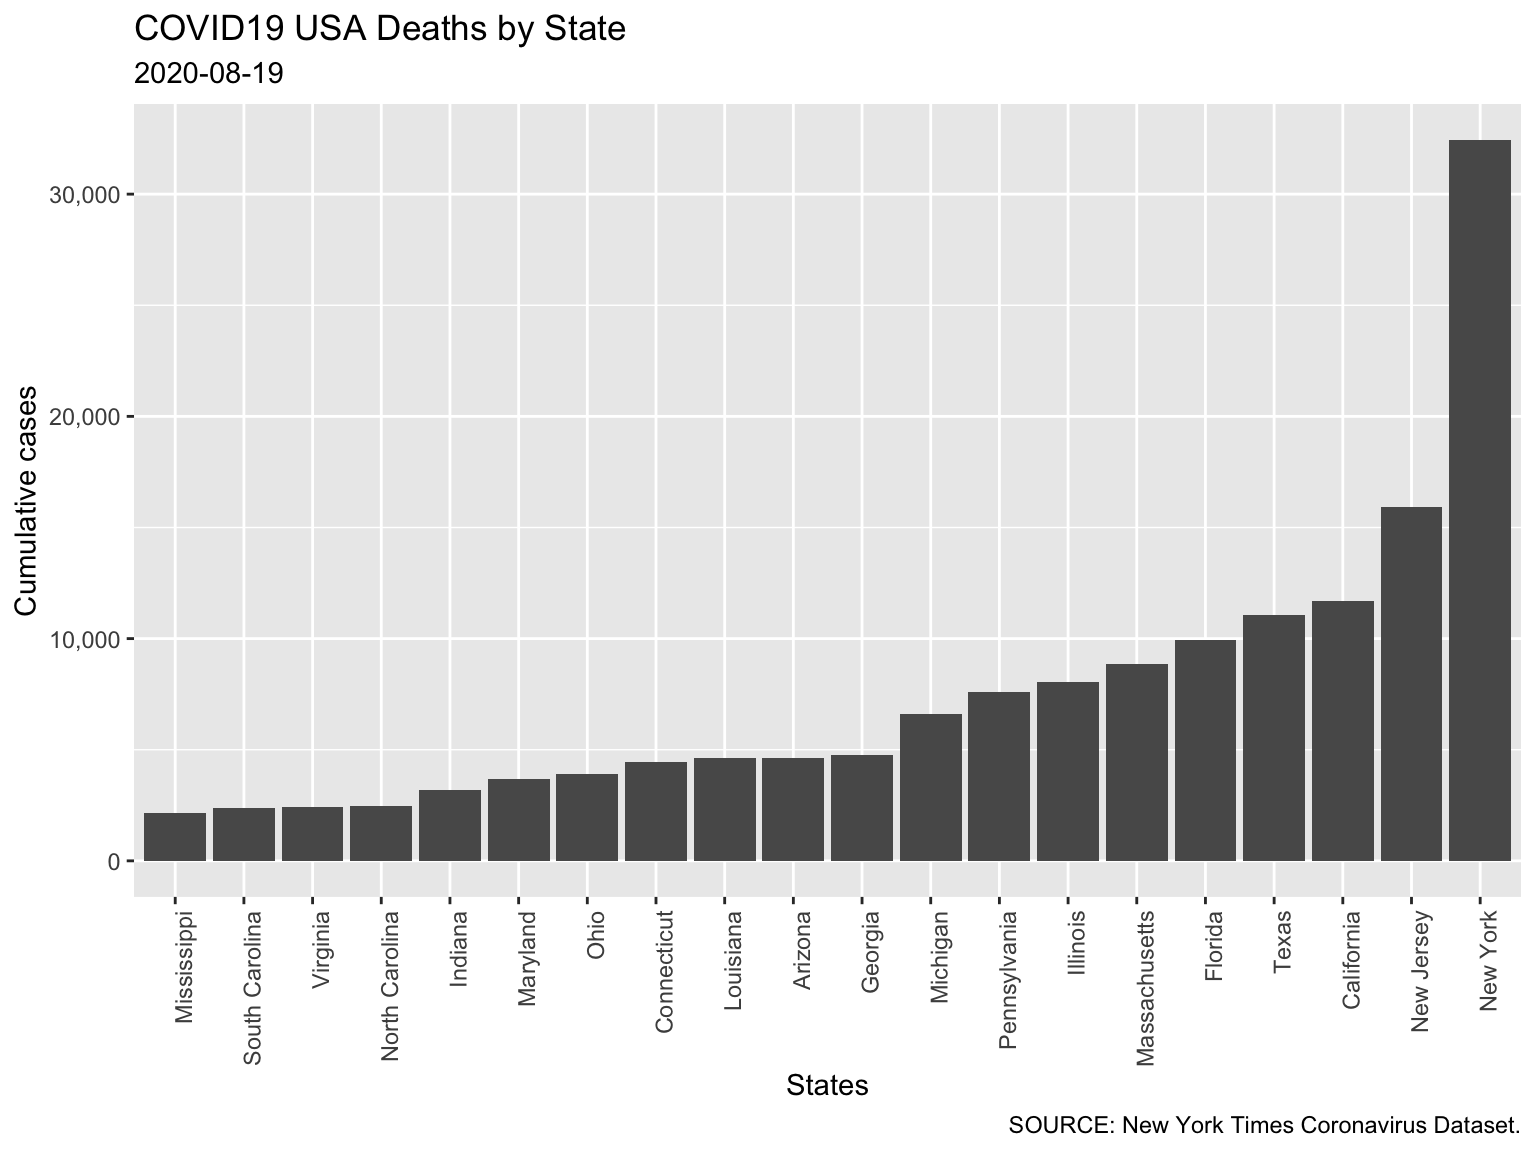 COVID19 USA Deaths by State
2020-08-19
Cumulative cases
30,000
20,000
10,000
0
Mississippi
South Carolina
Virginia
North Carolina
Indiana
Maryland
Ohio
Connecticut
Louisiana
Arizona
Georgia
Michigan
Pennsylvania
Illinois
Massachusetts
Florida
Texas
California
New Jersey
New York
States
SOURCE: New York Times Coronavirus Dataset.